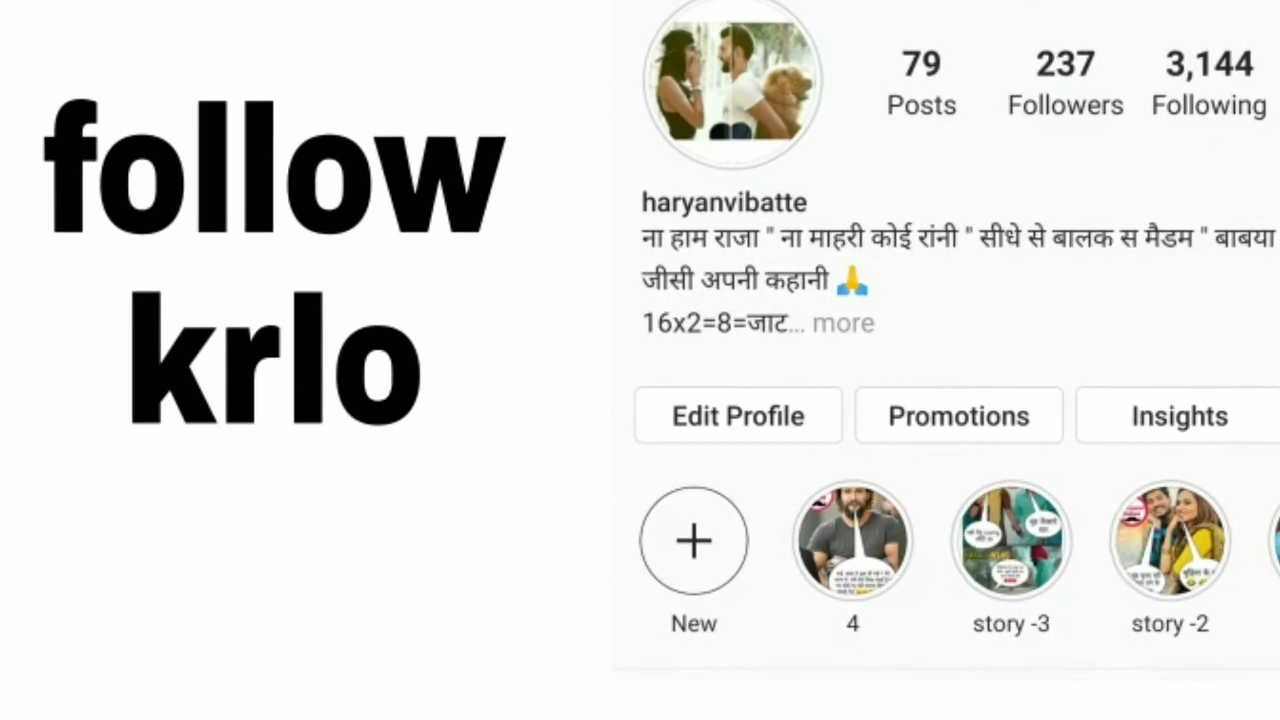 follow
krlo
79
Posts
237
Followers
3,144
Following
haryanvibatte
ना हाम राजा " ना माहरी कोई रांनी " सीधे से बालक स मैडम " बाबया
जीसी अपनी कहानी 🙏
16x2=8=जाट... more
Edit Profile
Promotions
Insights
New
4
story -3
story -2